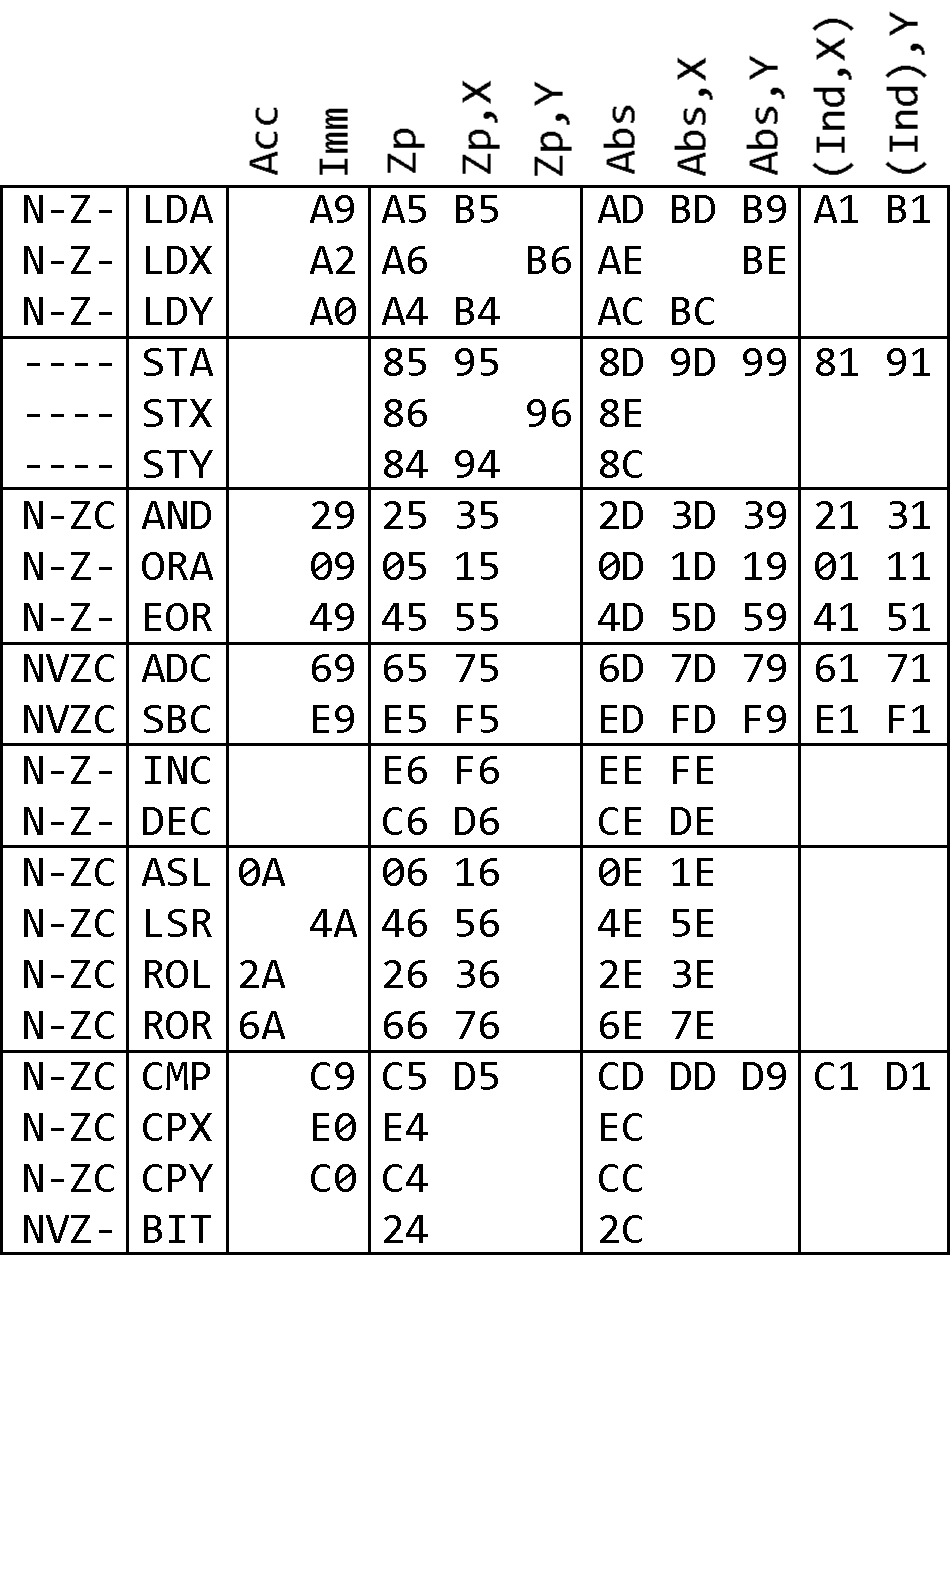 Acc Imm Zp Zp,X Zp,Y Abs Abs,X Abs,Y (Ind,X) (Ind),Y
N-Z- LDA A9 A5 B5 AD BD B9 A1 B1
N-Z- LDX A2 A6 B6 AE BE
N-Z- LDY A0 A4 B4 AC BC
---- STA 85 95 8D 9D 99 81 91
---- STX 86 96 8E
---- STY 84 94 8C
N-ZC AND 29 25 35 2D 3D 39 21 31
N-Z- ORA 09 05 15 0D 1D 19 01 11
N-Z- EOR 49 45 55 4D 5D 59 41 51
NVZC ADC 69 65 75 6D 7D 79 61 71
NVZC SBC E9 E5 F5 ED FD F9 E1 F1
N-Z- INC E6 F6 EE FE
N-Z- DEC C6 D6 CE DE
N-ZC ASL 0A 06 16 0E 1E
N-ZC LSR 4A 46 56 4E 5E
N-ZC ROL 2A 26 36 2E 3E
N-ZC ROR 6A 66 76 6E 7E
N-ZC CMP C9 C5 D5 CD DD D9 C1 D1
N-ZC CPX E0 E4 EC
N-ZC CPY C0 C4 CC
NVZ- BIT 24 2C